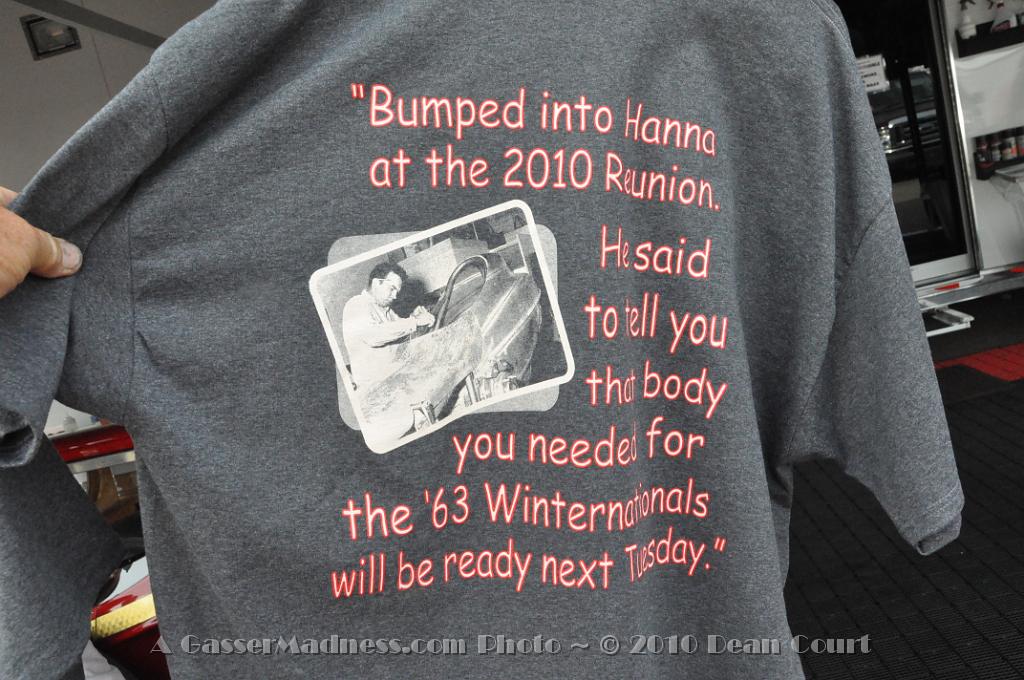 "Bumped into Hanna
at the 2010 Reunion.
He said
to tell you
that body
you needed for
the '63 Winternationals
will be ready next Tuesday."
A GasserMadness.com Photo ~ © 2010 Dean Court